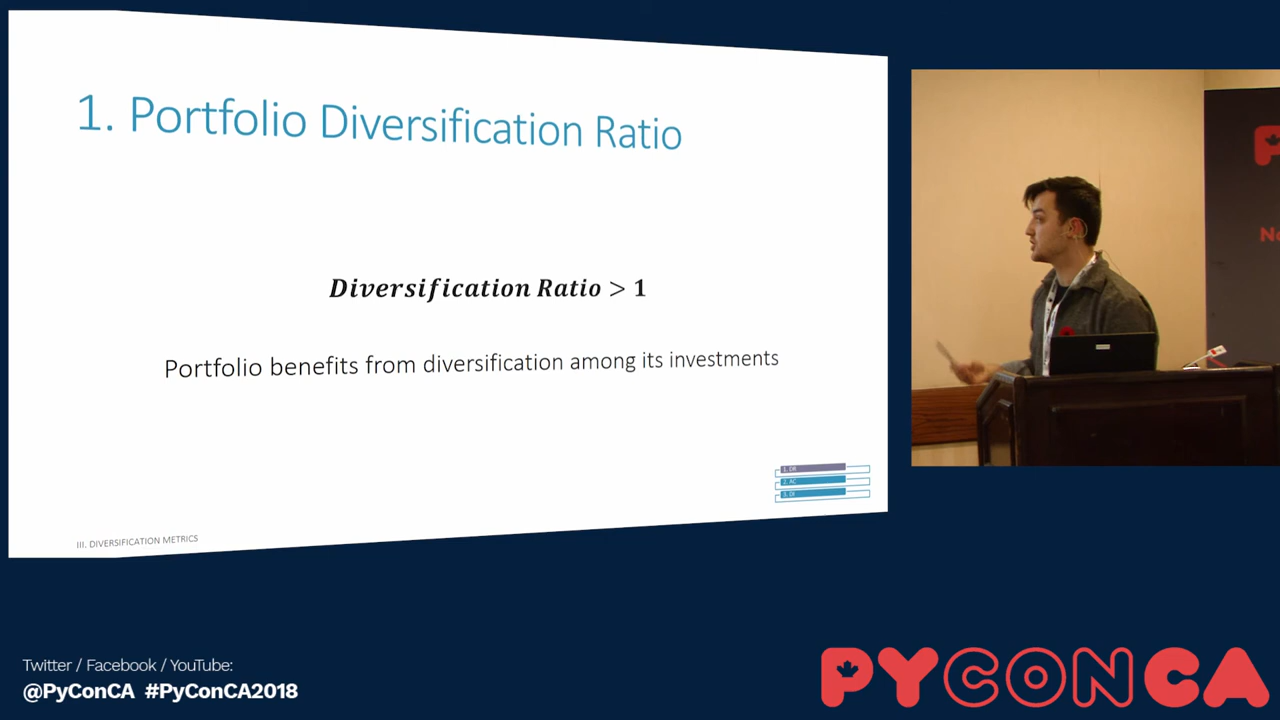 1. Portfolio Diversification Ratio
Diversification Ratio > 1
Portfolio benefits from diversification among its investments
1. DR
2. AC
3. DI
III. DIVERSIFICATION METRICS
Twitter / Facebook / YouTube:
@PyConCA #PyConCA2018
PYCONCA